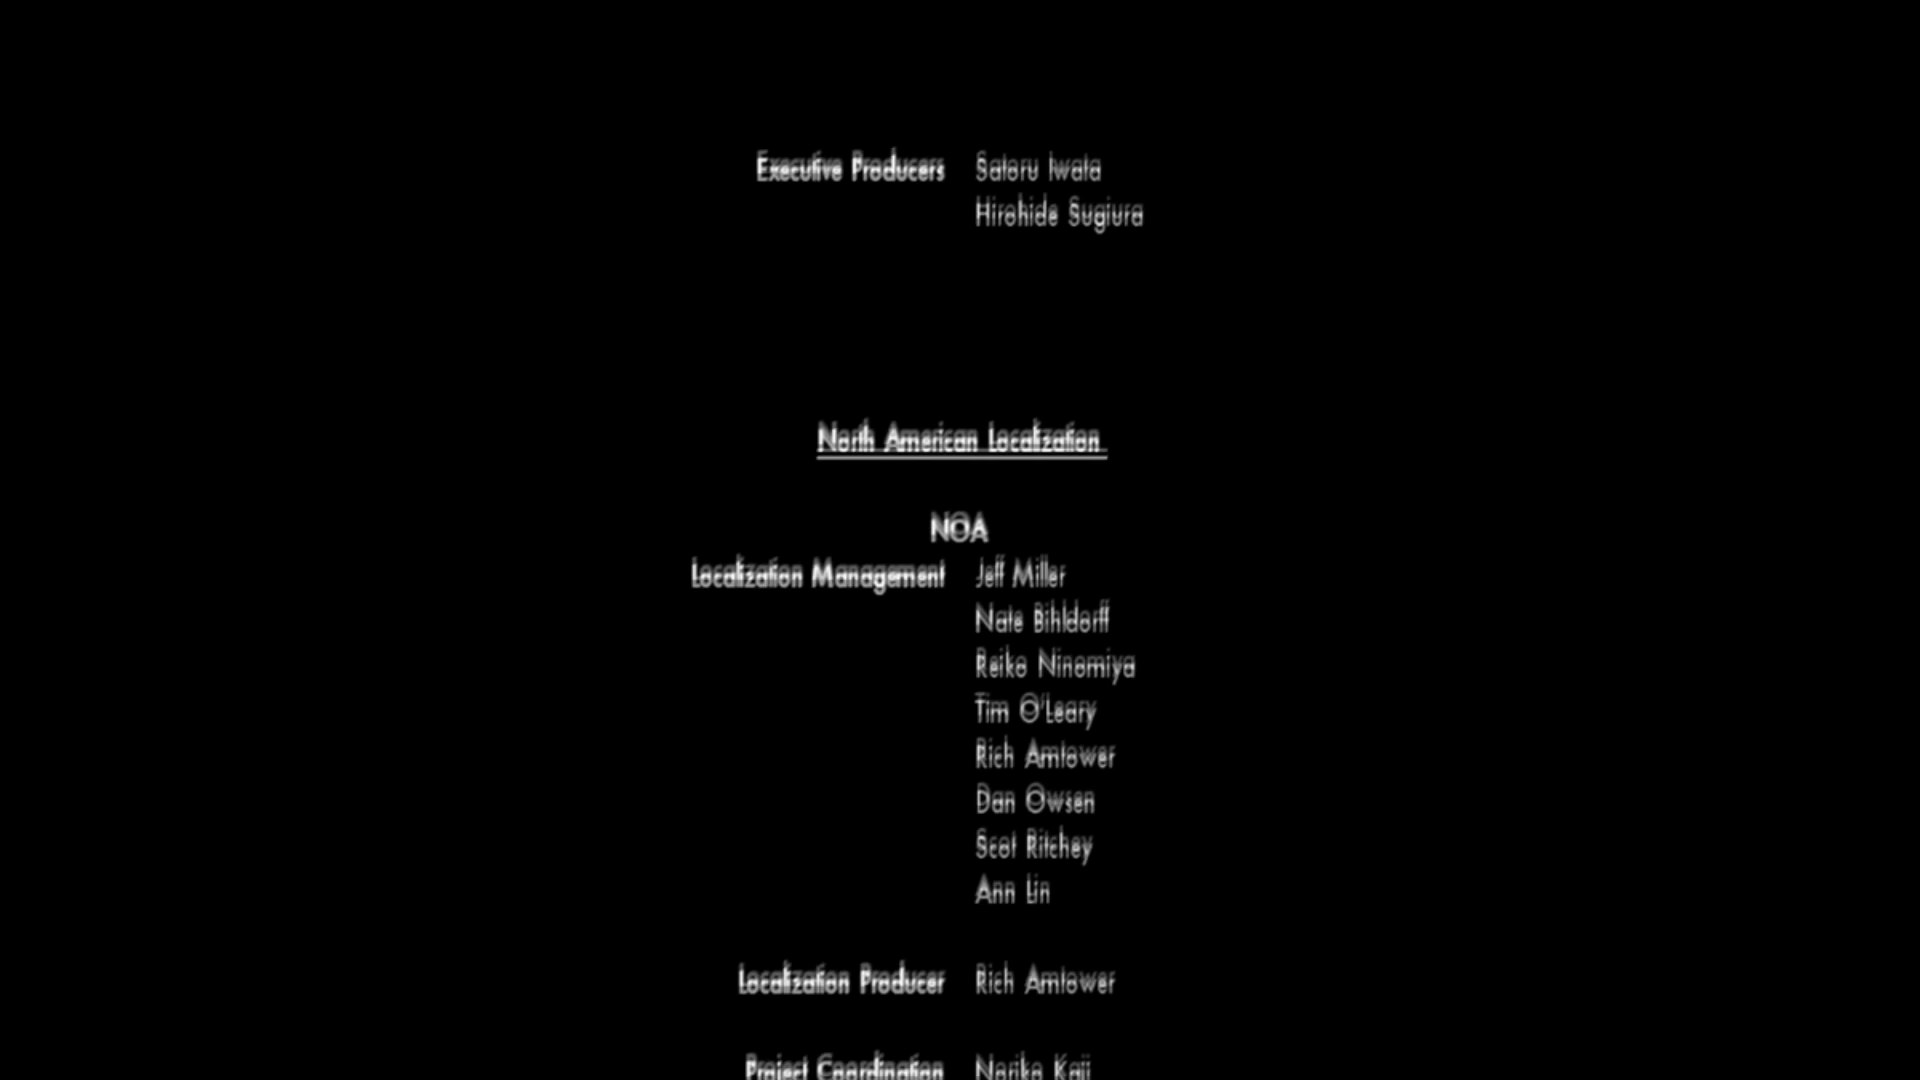 Executive Producers Satoru Iwata
Hirohide Sugiura
North American Localization
NOA
Localization Management Jeff Miller
Nate Bihldorff
Reiko Ninomiya
Tim O'Leary
Rich Amtower
Dan Owsen
Scot Ritchey
Ann Lin
Localization Producer Rich Amtower
Project Coordination Noriko Kaji